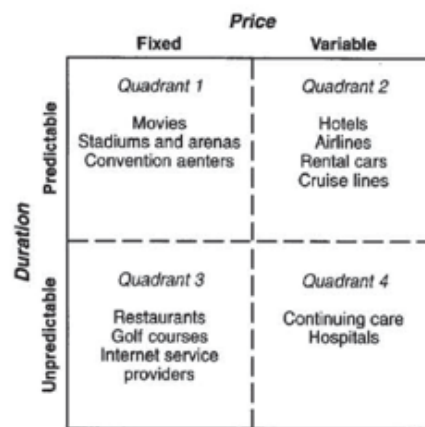 Price
Fixed
Variable
Duration
Predictable
Quadrant 1
Movies
Stadiums and arenas
Convention aenters
Quadrant 2
Hotels
Airlines
Rental cars
Cruise lines
Unpredictable
Quadrant 3
Restaurants
Golf courses
Internet service
providers
Quadrant 4
Continuing care
Hospitals